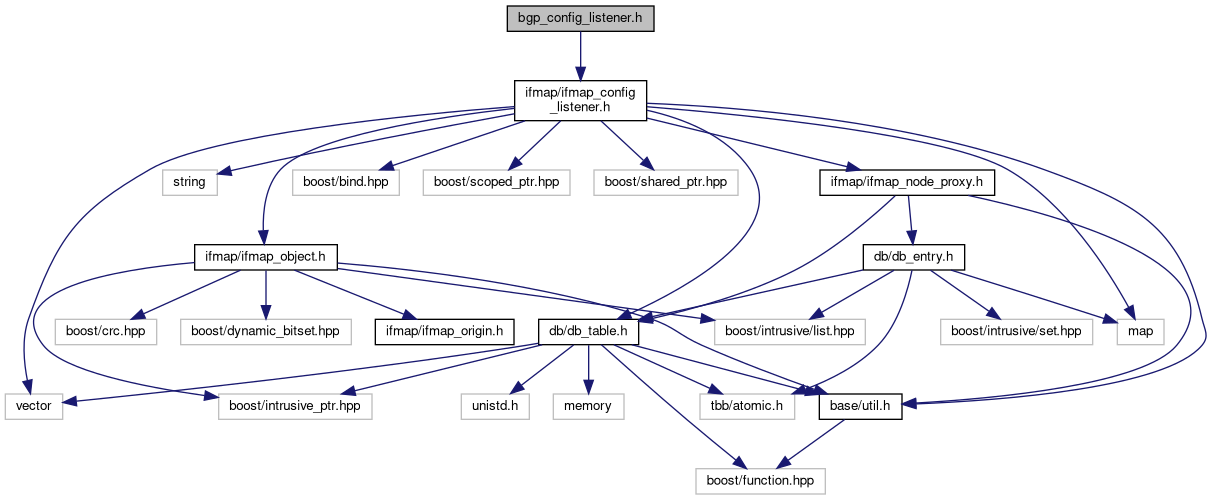 bgp_config_listener.h
ifmap/ifmap_config
_listener.h
string
boost/bind.hpp
boost/scoped_ptr.hpp
boost/shared_ptr.hpp
ifmap/ifmap_node_proxy.h
ifmap/ifmap_object.h
db/db_entry.h
boost/crc.hpp
boost/dynamic_bitset.hpp
ifmap/ifmap_origin.h
db/db_table.h
boost/intrusive/list.hpp
boost/intrusive/set.hpp
map
vector
boost/intrusive_ptr.hpp
unistd.h
memory
tbb/atomic.h
base/util.h
boost/function.hpp